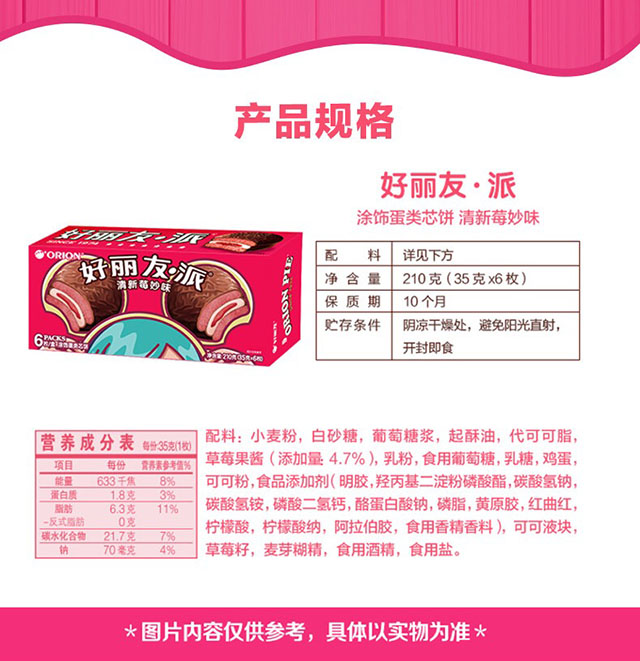 产品规格
好丽友·派
涂饰蛋类芯饼 清新莓妙味
配 料 详见下方
净 含 量 210 克 (35 克 x6 枚)
保 质 期 10 个月
贮存条件 阴凉干燥处，避免阳光直射，
开封即食
ORION
好丽友·派
清新莓妙味
6 PACKS
净含量: 210克(35克×6枚)
PIE
ORION
营养成分表 每份:35克(1枚)
项目 每份 营养素参考值%
能量 633 千焦 8%
蛋白质 1.8 克 3%
脂肪 6.3 克 11%
-反式脂肪 0 克
碳水化合物 21.7 克 7%
钠 70 毫克 4%
配料: 小麦粉，白砂糖，葡萄糖浆，起酥油，代可可脂，
草莓果酱（添加量: 4.7%），乳粉，食用葡萄糖，乳糖，鸡蛋，
可可粉,食品添加剂( 明胶,羟丙基二淀粉磷酸酯,碳酸氢钠,
碳酸氢铵，磷酸二氢钙，酪蛋白酸钠，磷脂，黄原胶，红曲红，
柠檬酸，柠檬酸钠，阿拉伯胶，食用香精香料），可可液块，
草莓籽，麦芽糊精，食用酒精，食用盐。
*图片内容仅供参考，具体以实物为准*